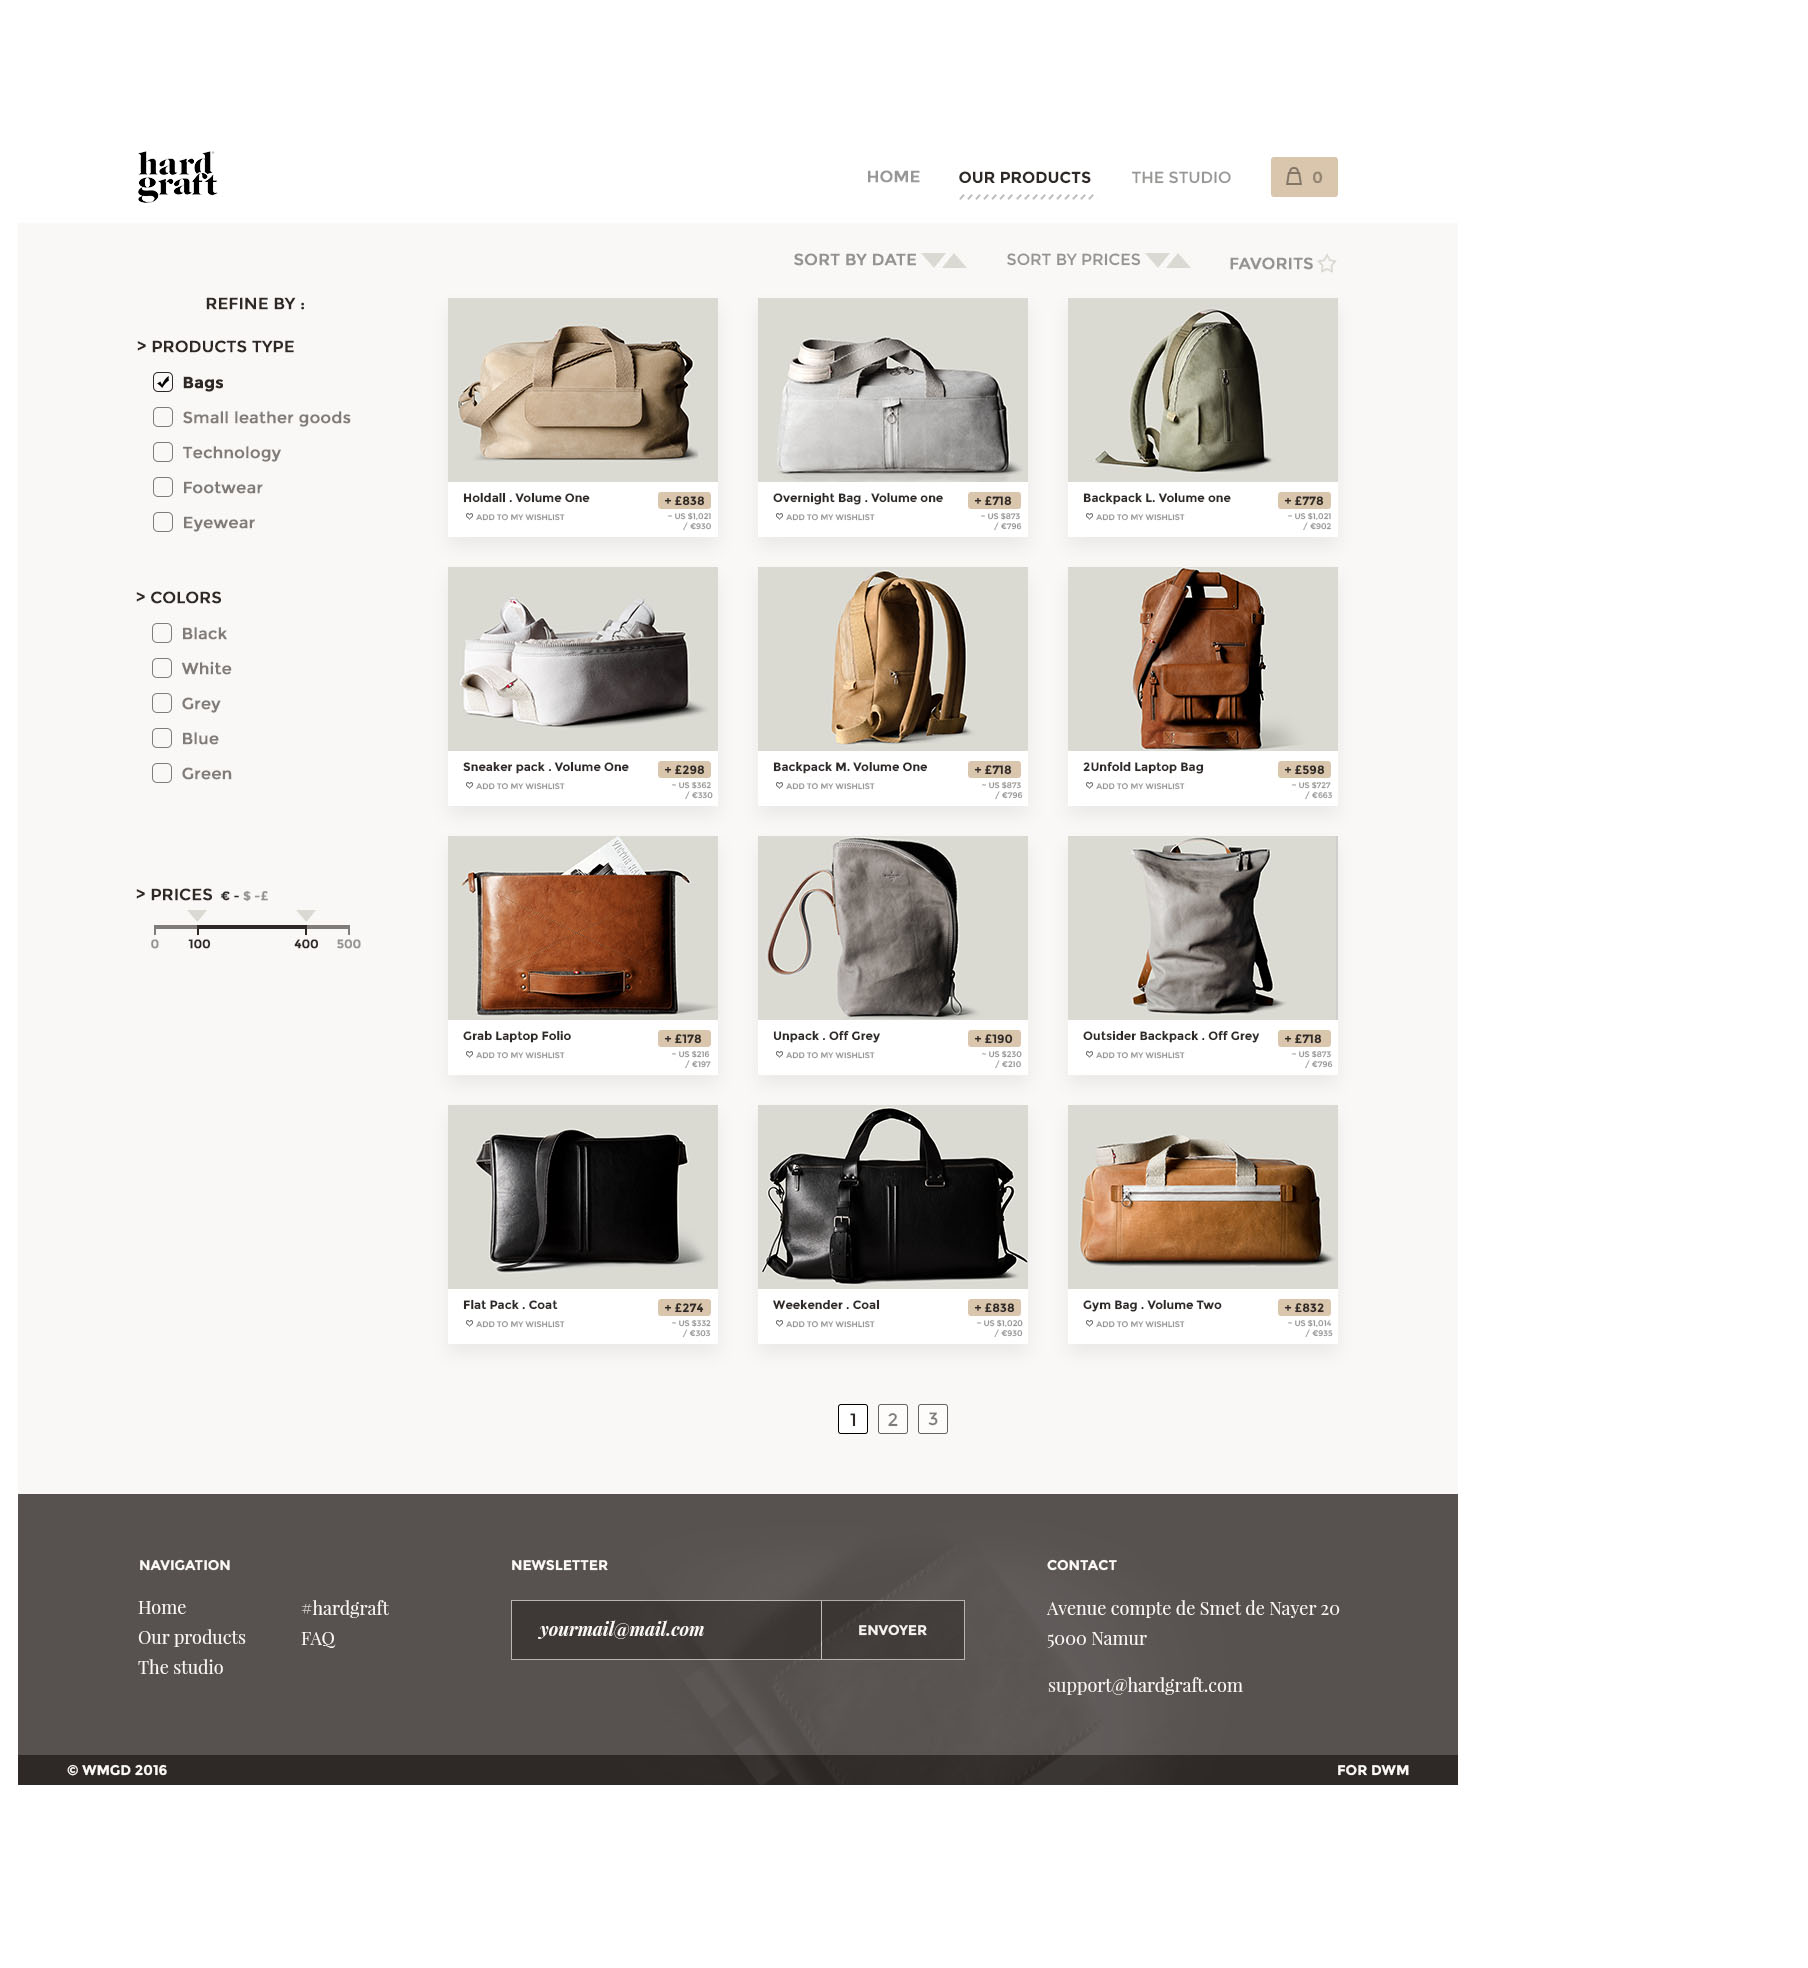 hard
graft
HOME
OUR PRODUCTS
THE STUDIO
0
SORT BY DATE
SORT BY PRICES
FAVORITS
REFINE BY :
> PRODUCTS TYPE
Bags
Small leather goods
Technology
Footwear
Eyewear
> COLORS
Black
White
Grey
Blue
Green
> PRICES € - $ -£
0 100 400 500
Holdall . Volume One + £838
ADD TO MY WISHLIST ~ US $1,021
/ €930
Overnight Bag . Volume one + £718
ADD TO MY WISHLIST ~ US $873
/ €796
Backpack L. Volume one + £778
ADD TO MY WISHLIST ~ US $1,021
/ €902
Sneaker pack . Volume One + £298
ADD TO MY WISHLIST ~ US $362
/ €330
Backpack M. Volume One + £718
ADD TO MY WISHLIST ~ US $873
/ €796
2Unfold Laptop Bag + £598
ADD TO MY WISHLIST ~ US $727
/ €663
Grab Laptop Folio + £178
ADD TO MY WISHLIST ~ US $216
/ €197
Unpack . Off Grey + £190
ADD TO MY WISHLIST ~ US $230
/ €210
Outsider Backpack . Off Grey + £718
ADD TO MY WISHLIST ~ US $873
/ €796
Flat Pack . Coat + £274
ADD TO MY WISHLIST ~ US $332
/ €303
Weekender . Coal + £838
ADD TO MY WISHLIST ~ US $1,020
/ €930
Gym Bag . Volume Two + £832
ADD TO MY WISHLIST ~ US $1,014
/ €935
1 2 3
NAVIGATION
Home
Our products
The studio
#hardgraft
FAQ
NEWSLETTER
yourmail@mail.com
ENVOYER
CONTACT
Avenue compte de Smet de Nayer 20
5000 Namur
support@hardgraft.com
© WMGD 2016
FOR DWM